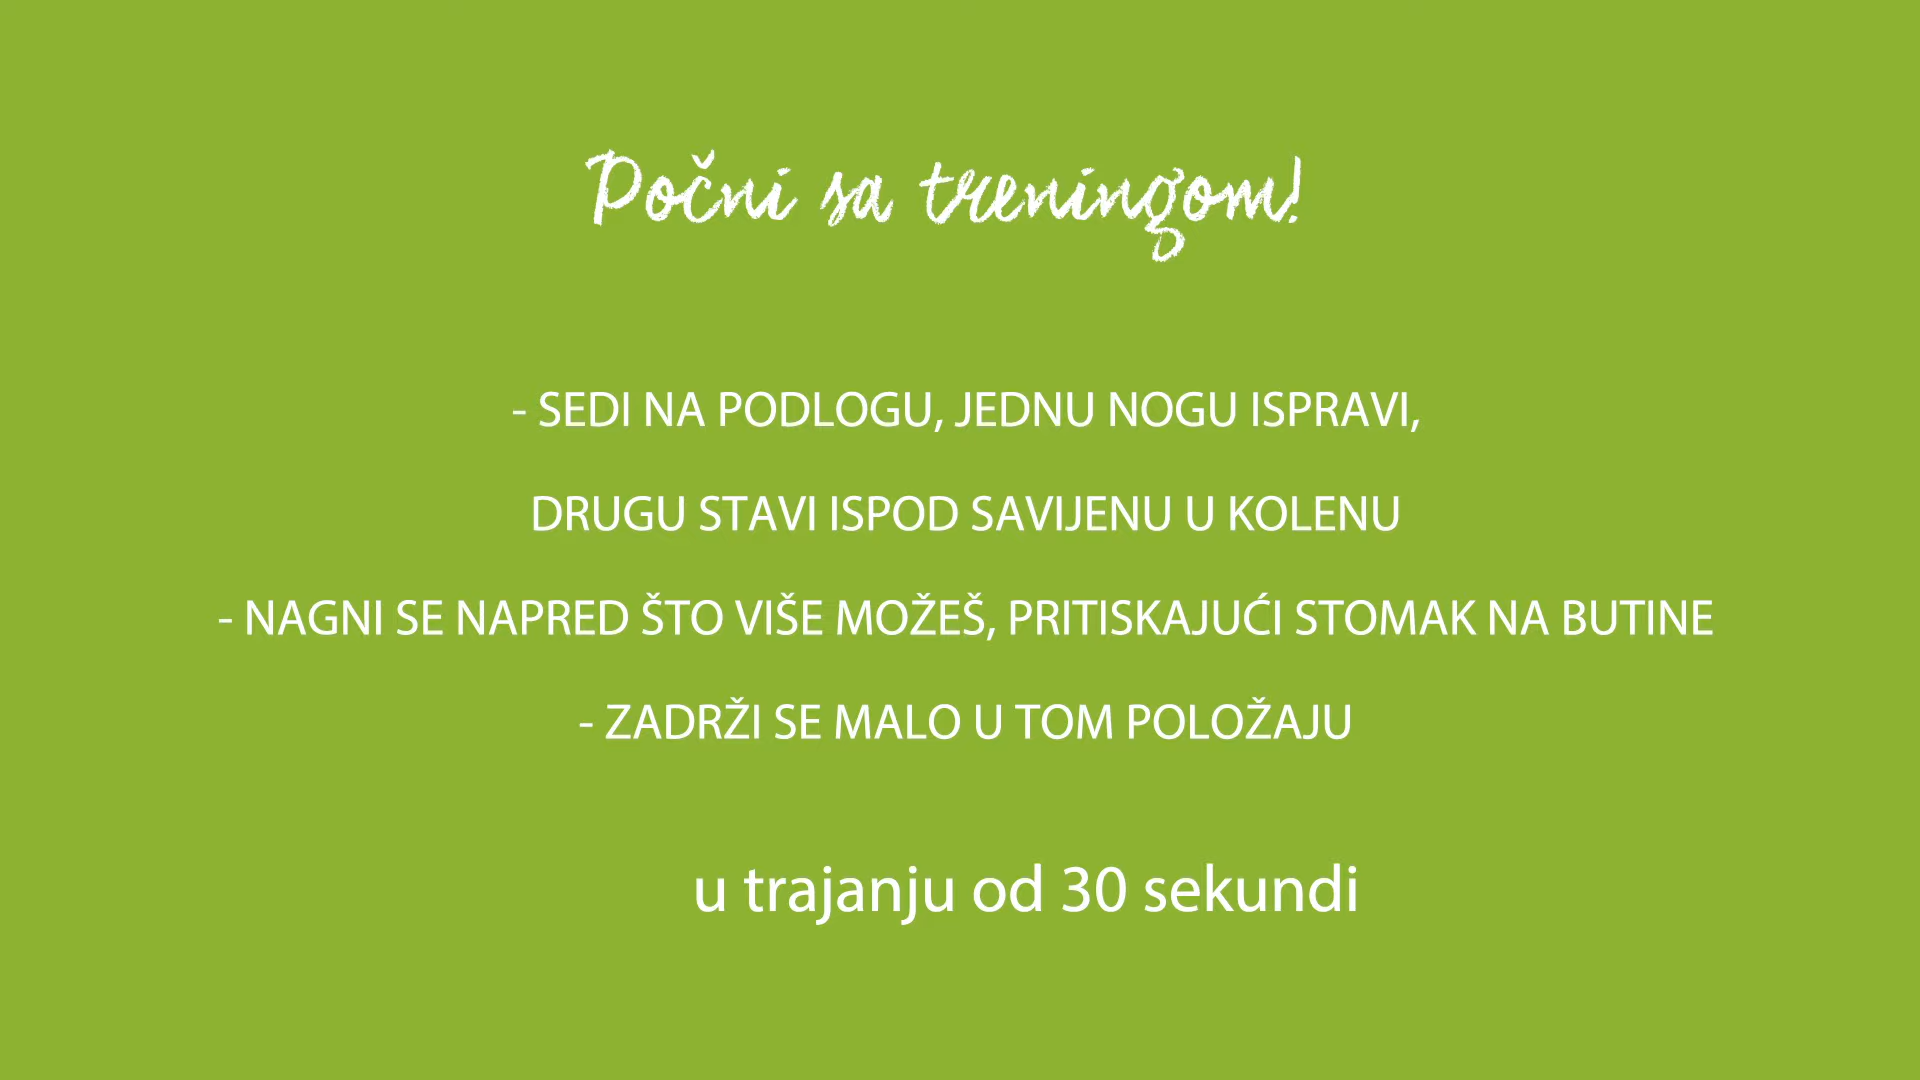 Počni sa treningom!
- SEDI NA PODLOGU, JEDNU NOGU ISPRAVI,
DRUGU STAVI ISPOD SAVIJENU U KOLENU
- NAGNI SE NAPRED ŠTO VIŠE MOŽEŠ, PRITISKAJUĆI STOMAK NA BUTINE
- ZADRŽI SE MALO U TOM POLOŽAJU
u trajanju od 30 sekundi